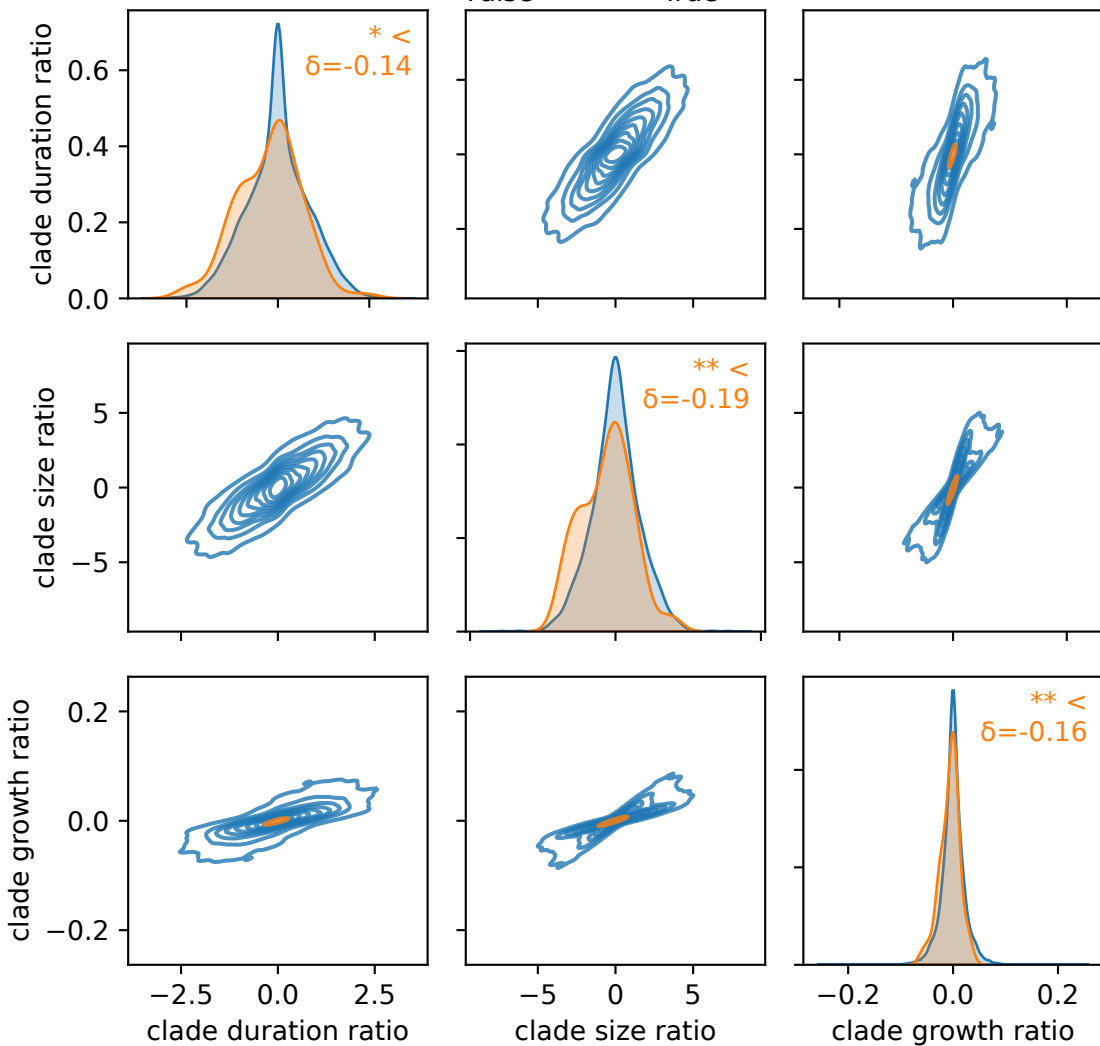 * <
δ=-0.14
clade duration ratio
0.6
0.4
0.2
0.0
** <
δ=-0.19
clade size ratio
5
0
−5
** <
δ=-0.16
clade growth ratio
0.2
0.0
−0.2
−2.5 0.0 2.5
−5 0 5
−0.2 0.0 0.2
clade duration ratio
clade size ratio
clade growth ratio